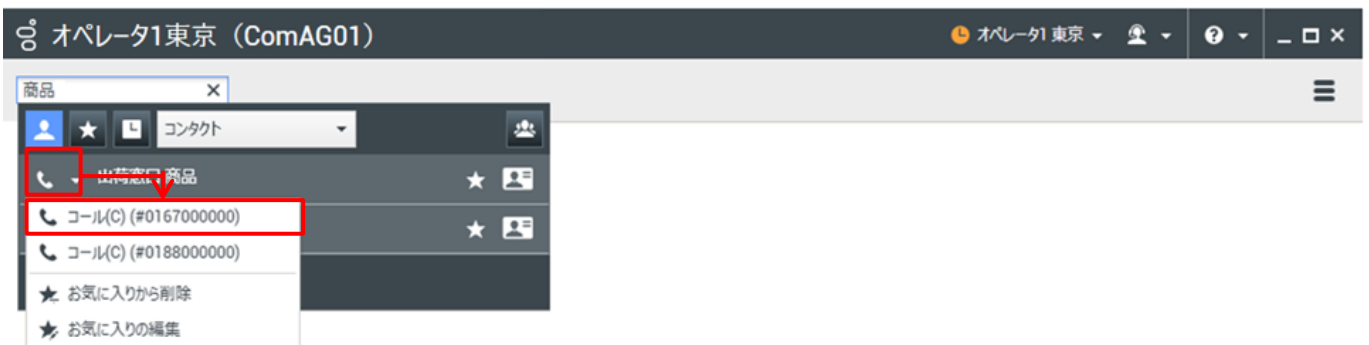 オペレータ1東京（ComAG01）
オペレータ1 東京
商品
コンタクト
出荷窓口 商品
コール(C) (#0167000000)
コール(C) (#0188000000)
お気に入りから削除
お気に入りの編集